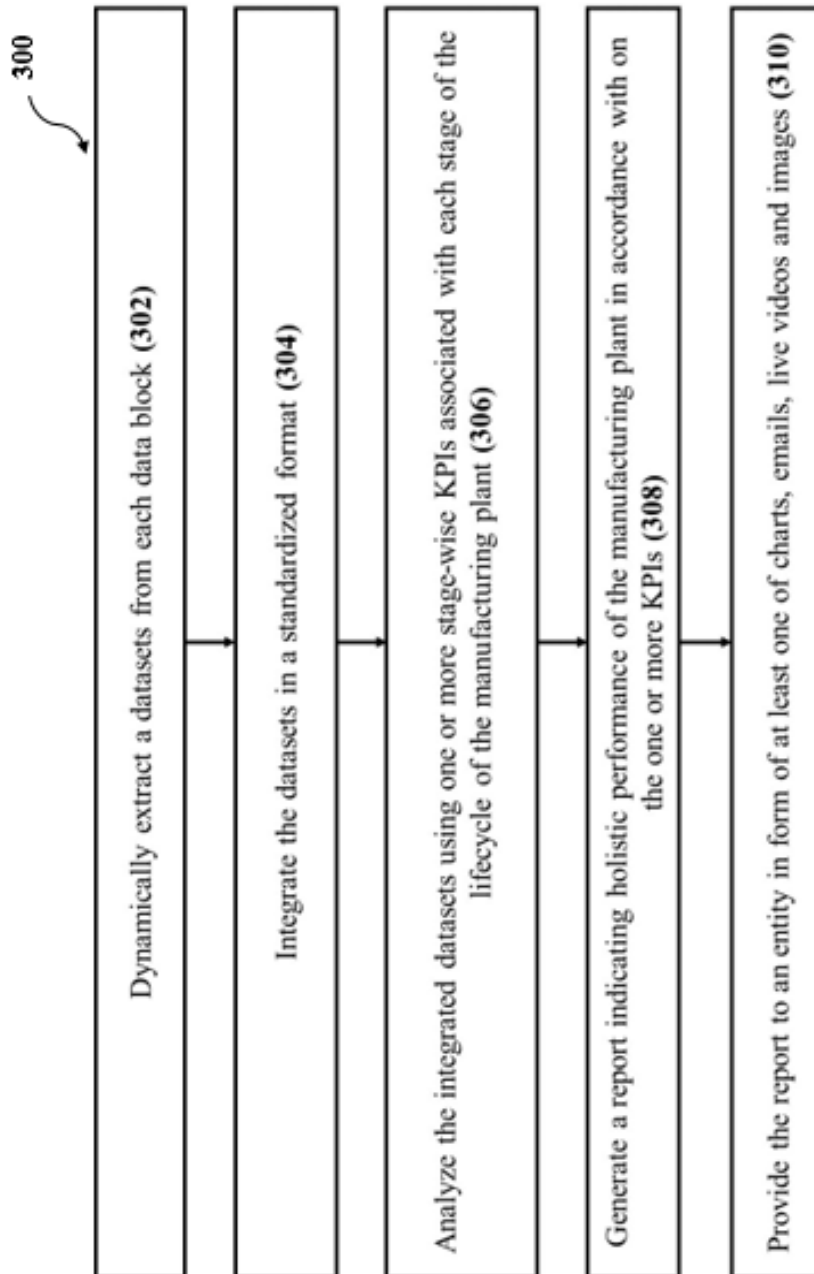 300
Dynamically extract a datasets from each data block (302)
Integrate the datasets in a standardized format (304)
Analyze the integrated datasets using one or more stage-wise KPIs associated with each stage of the
lifecycle of the manufacturing plant (306)
Generate a report indicating holistic performance of the manufacturing plant in accordance with on
the one or more KPIs (308)
Provide the report to an entity in form of at least one of charts, emails, live videos and images (310)